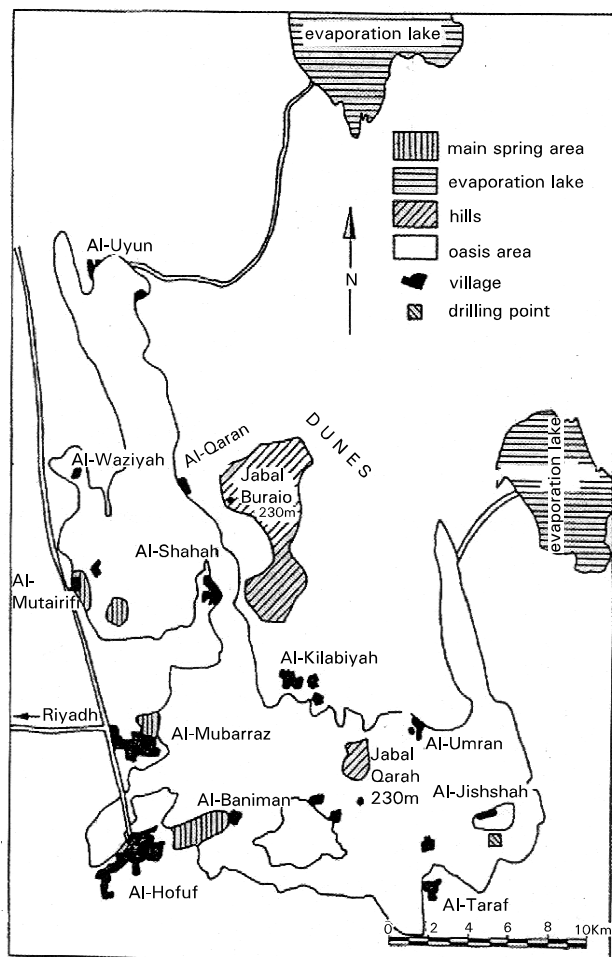 evaporation lake
main spring area
evaporation lake
hills
oasis area
village
drilling point
N
Al-Uyun
DUNES
Al-Waziyah
Al-Qaran
Jabal
Buraio
230m
evaporation lake
Al-Shahah
Al-
Mutairifi
Al-Kilabiyah
Riyadh
Al-Mubarraz
Al-Umran
Jabal
Qarah
230m
Al-Jishshah
Al-Baniman
Al-Hofuf
Al-Taraf
0 2 4 6 8 10Km